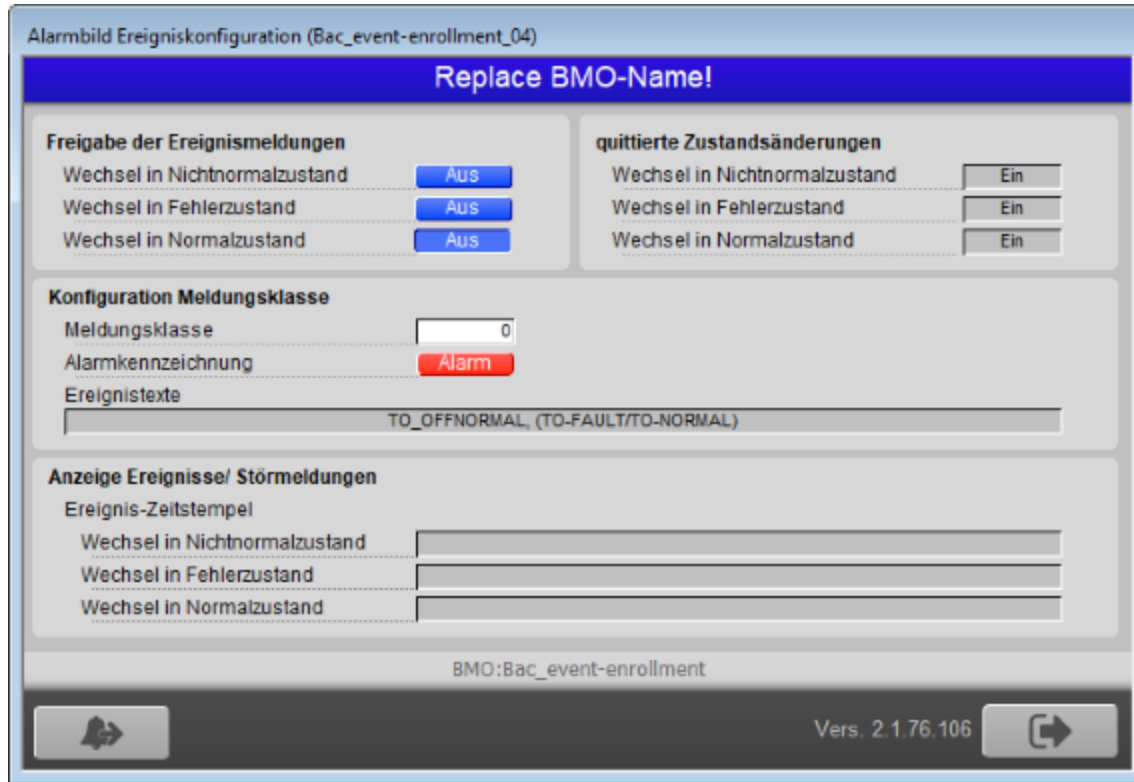 Alarmbild Ereigniskonfiguration (Bac_event-enrollment_04)
Replace BMO-Name!
Freigabe der Ereignismeldungen
Wechsel in Nichtnormalzustand Aus
Wechsel in Fehlerzustand Aus
Wechsel in Normalzustand Aus
quittierte Zustandsänderungen
Wechsel in Nichtnormalzustand Ein
Wechsel in Fehlerzustand Ein
Wechsel in Normalzustand Ein
Konfiguration Meldungsklasse
Meldungsklasse 0
Alarmkennzeichnung Alarm
Ereignistexte
TO_OFFNORMAL, (TO-FAULT/TO-NORMAL)
Anzeige Ereignisse/ Störmeldungen
Ereignis-Zeitstempel
Wechsel in Nichtnormalzustand
Wechsel in Fehlerzustand
Wechsel in Normalzustand
BMO:Bac_event-enrollment
Vers. 2.1.76.106